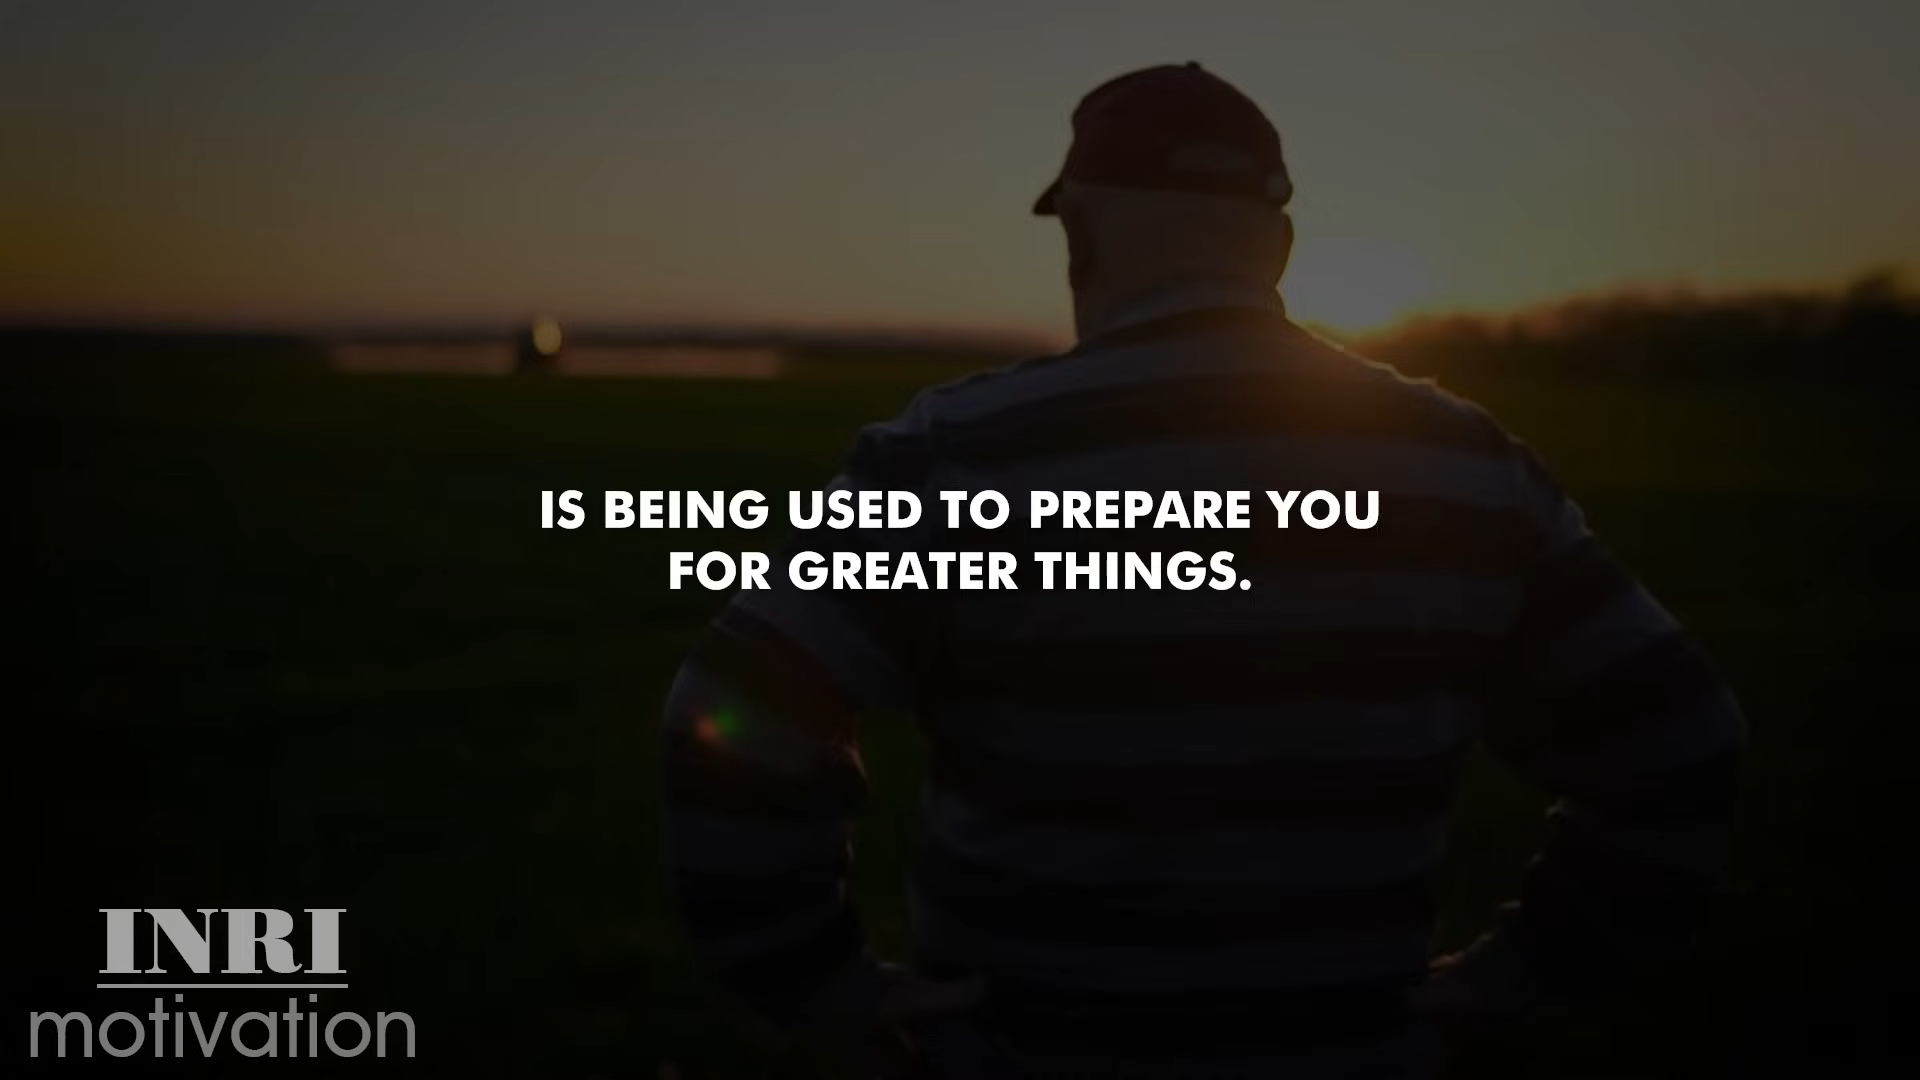 IS BEING USED TO PREPARE YOU
FOR GREATER THINGS.
INRI
motivation